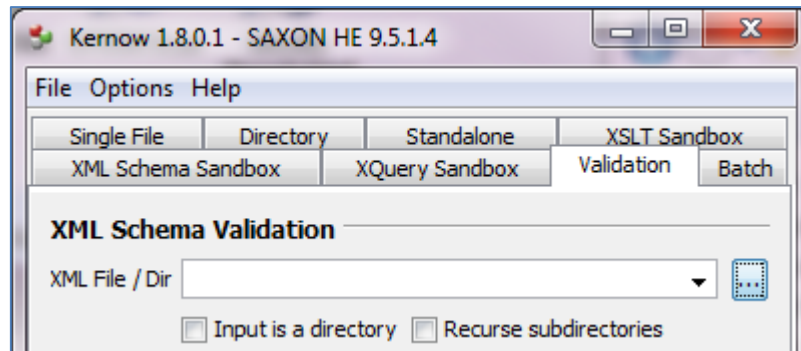 Kernow 1.8.0.1 - SAXON HE 9.5.1.4
File Options Help
Single File Directory Standalone XSLT Sandbox
XML Schema Sandbox XQuery Sandbox Validation Batch
XML Schema Validation
XML File / Dir ...
Input is a directory Recurse subdirectories